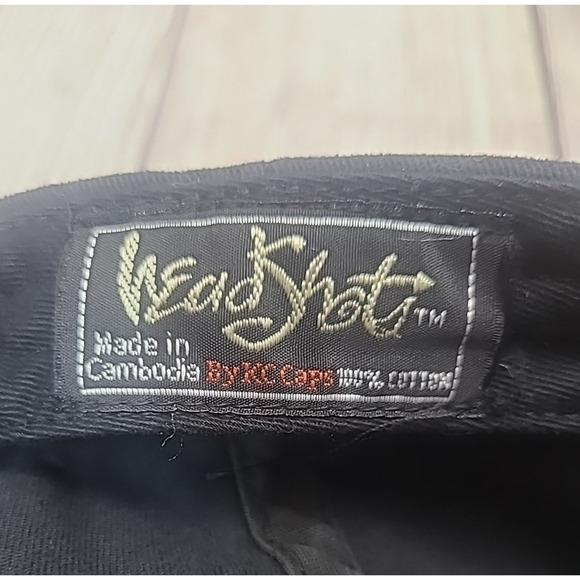 HeadShots™
Made in
Cambodia By KC Caps 100% COTTON